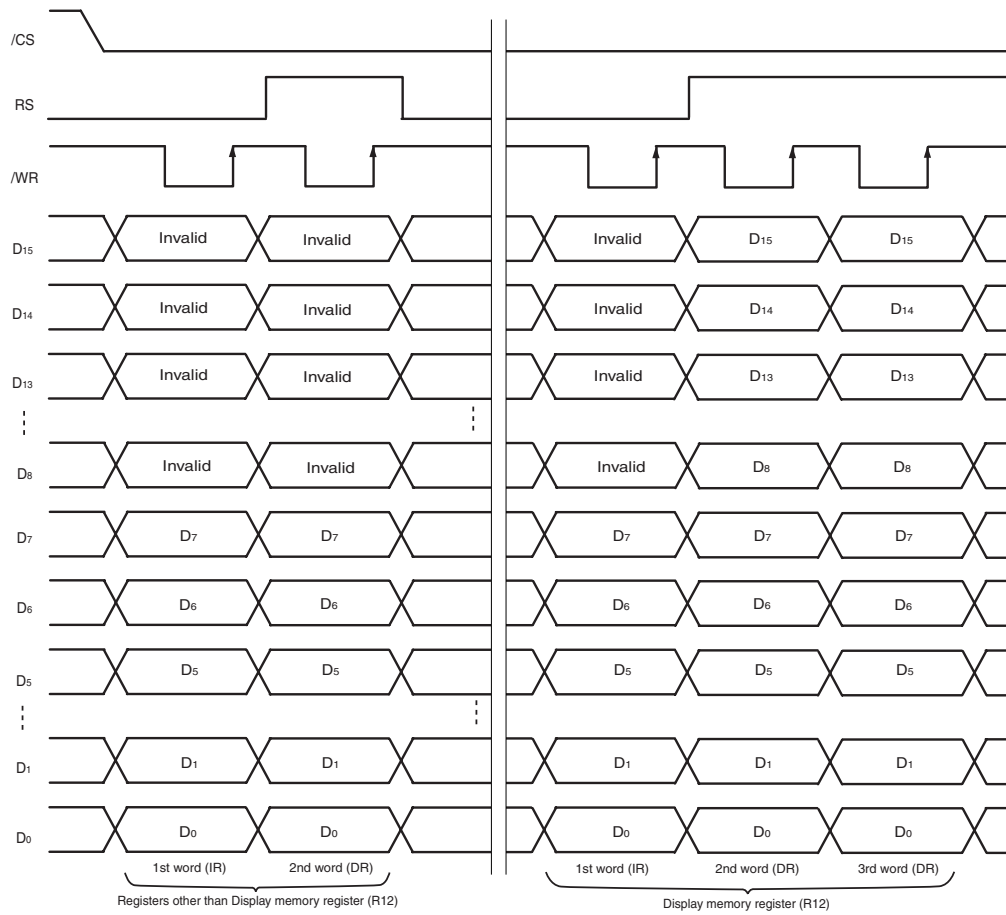 /CS
RS
/WR
D15 Invalid Invalid Invalid D15 D15
D14 Invalid Invalid Invalid D14 D14
D13 Invalid Invalid Invalid D13 D13
D8 Invalid Invalid Invalid D8 D8
D7 D7 D7 D7 D7 D7
D6 D6 D6 D6 D6 D6
D5 D5 D5 D5 D5 D5
D1 D1 D1 D1 D1 D1
D0 D0 D0 D0 D0 D0
1st word (IR) 2nd word (DR) 1st word (IR) 2nd word (DR) 3rd word (DR)
Registers other than Display memory register (R12) Display memory register (R12)